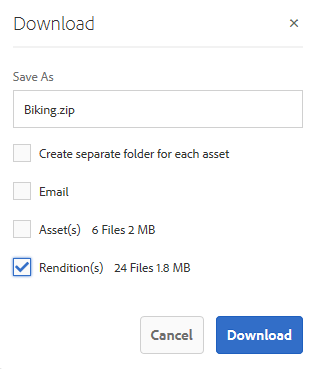 Download
Save As
Biking.zip
Create separate folder for each asset
Email
Asset(s) 6 Files 2 MB
Rendition(s) 24 Files 1.8 MB
Cancel Download